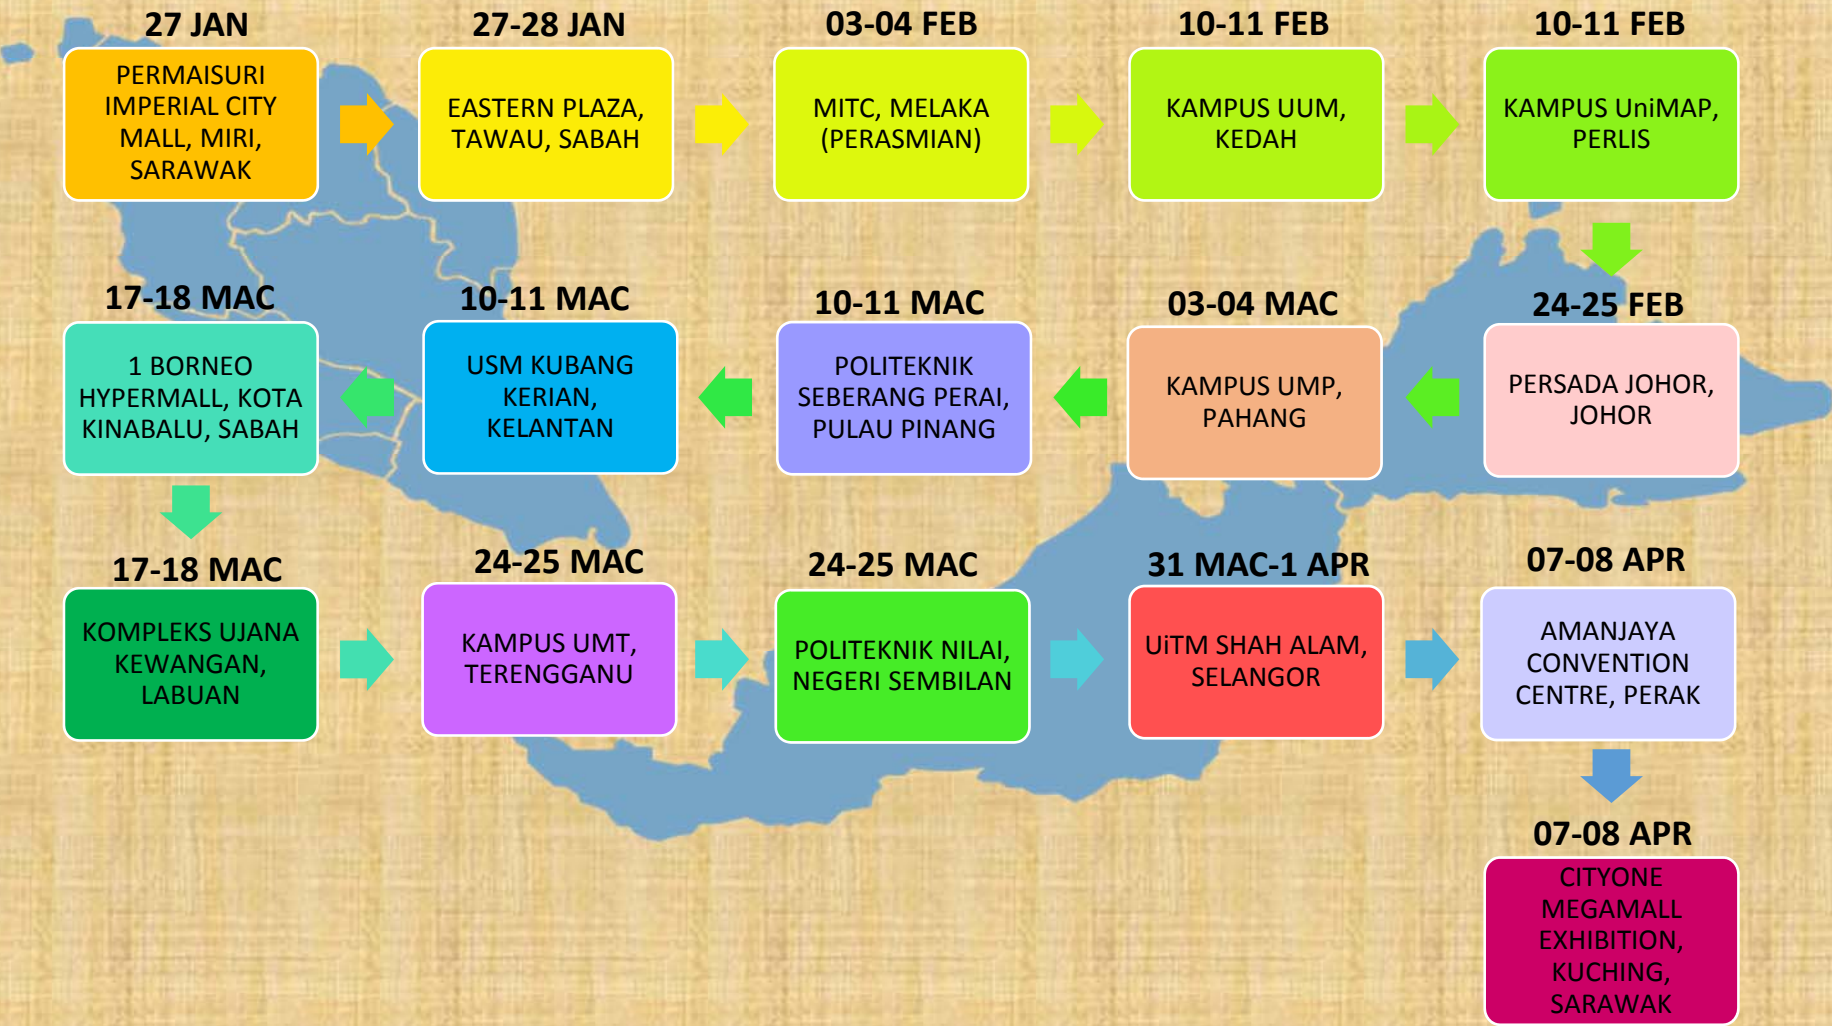 27 JAN
PERMAISURI
IMPERIAL CITY
MALL, MIRI,
SARAWAK
27-28 JAN
EASTERN PLAZA,
TAWAU, SABAH
03-04 FEB
MITC, MELAKA
(PERASMIAN)
10-11 FEB
KAMPUS UUM,
KEDAH
10-11 FEB
KAMPUS UniMAP,
PERLIS
24-25 FEB
PERSADA JOHOR,
JOHOR
03-04 MAC
KAMPUS UMP,
PAHANG
10-11 MAC
POLITEKNIK
SEBERANG PERAI,
PULAU PINANG
10-11 MAC
USM KUBANG
KERIAN,
KELANTAN
17-18 MAC
1 BORNEO
HYPERMALL, KOTA
KINABALU, SABAH
17-18 MAC
KOMPLEKS UJANA
KEWANGAN,
LABUAN
24-25 MAC
KAMPUS UMT,
TERENGGANU
24-25 MAC
POLITEKNIK NILAI,
NEGERI SEMBILAN
31 MAC-1 APR
UiTM SHAH ALAM,
SELANGOR
07-08 APR
AMANJAYA
CONVENTION
CENTRE, PERAK
07-08 APR
CITYONE
MEGAMALL
EXHIBITION,
KUCHING,
SARAWAK